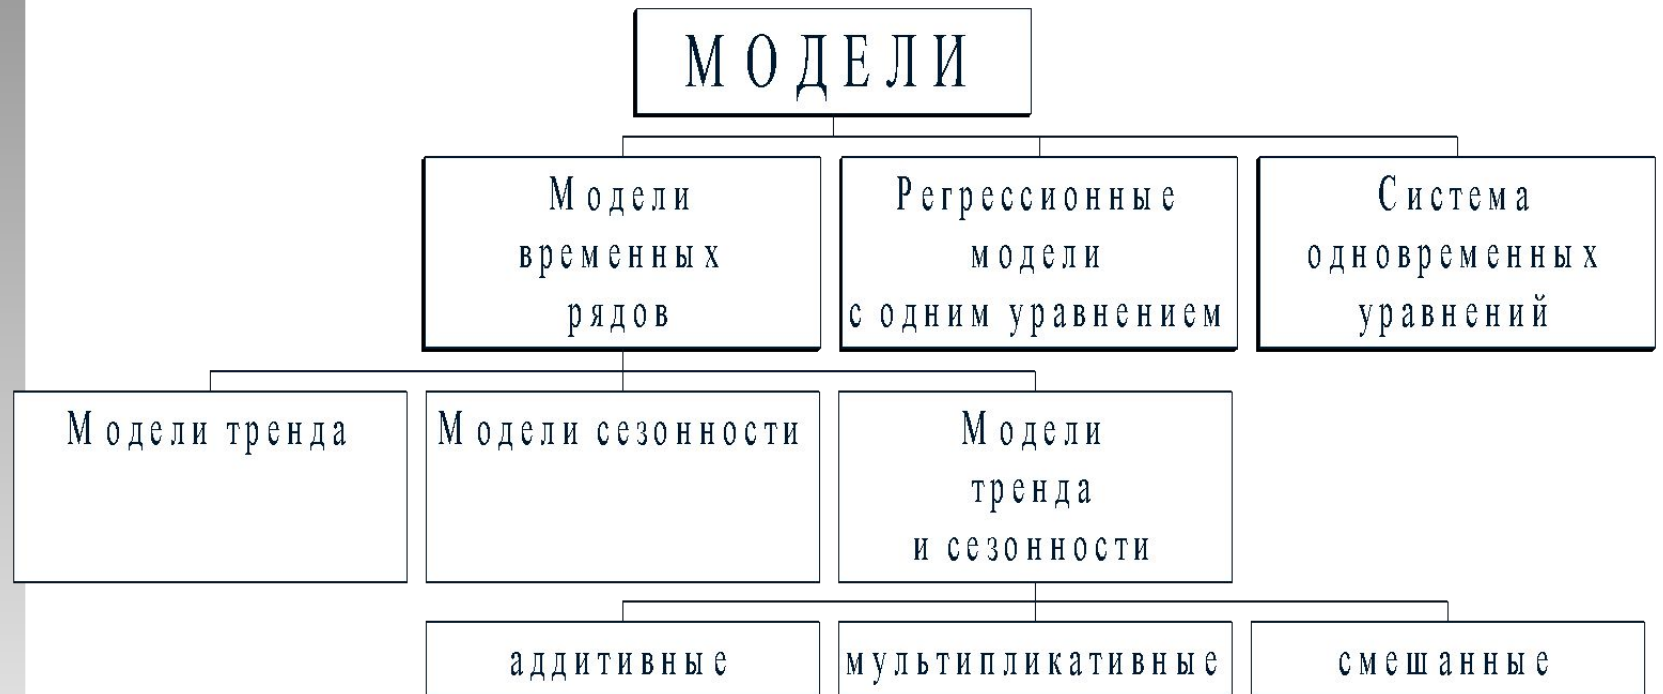 МОДЕЛИ
Модели
временных
рядов
Регрессионные
модели
с одним уравнением
Система
одновременных
уравнений
Модели тренда
Модели сезонности
Модели
тренда
и сезонности
аддитивные
мультипликативные
смешанные